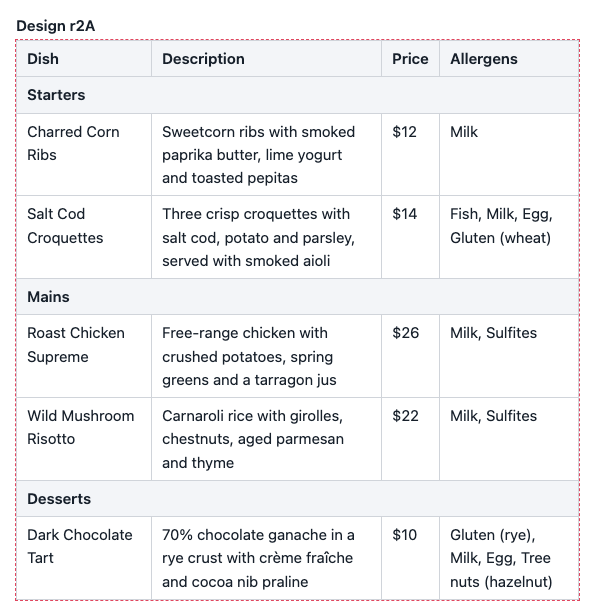 Design r2A
Dish Description Price Allergens
Starters
Charred Corn Sweetcorn ribs with smoked $12 Milk
Ribs paprika butter, lime yogurt
and toasted pepitas
Salt Cod Three crisp croquettes with $14 Fish, Milk, Egg,
Croquettes salt cod, potato and parsley, Gluten (wheat)
served with smoked aioli
Mains
Roast Chicken Free-range chicken with $26 Milk, Sulfites
Supreme crushed potatoes, spring
greens and a tarragon jus
Wild Mushroom Carnaroli rice with girolles, $22 Milk, Sulfites
Risotto chestnuts, aged parmesan
and thyme
Desserts
Dark Chocolate 70% chocolate ganache in a $10 Gluten (rye),
Tart rye crust with crème fraîche Milk, Egg, Tree
and cocoa nib praline nuts (hazelnut)